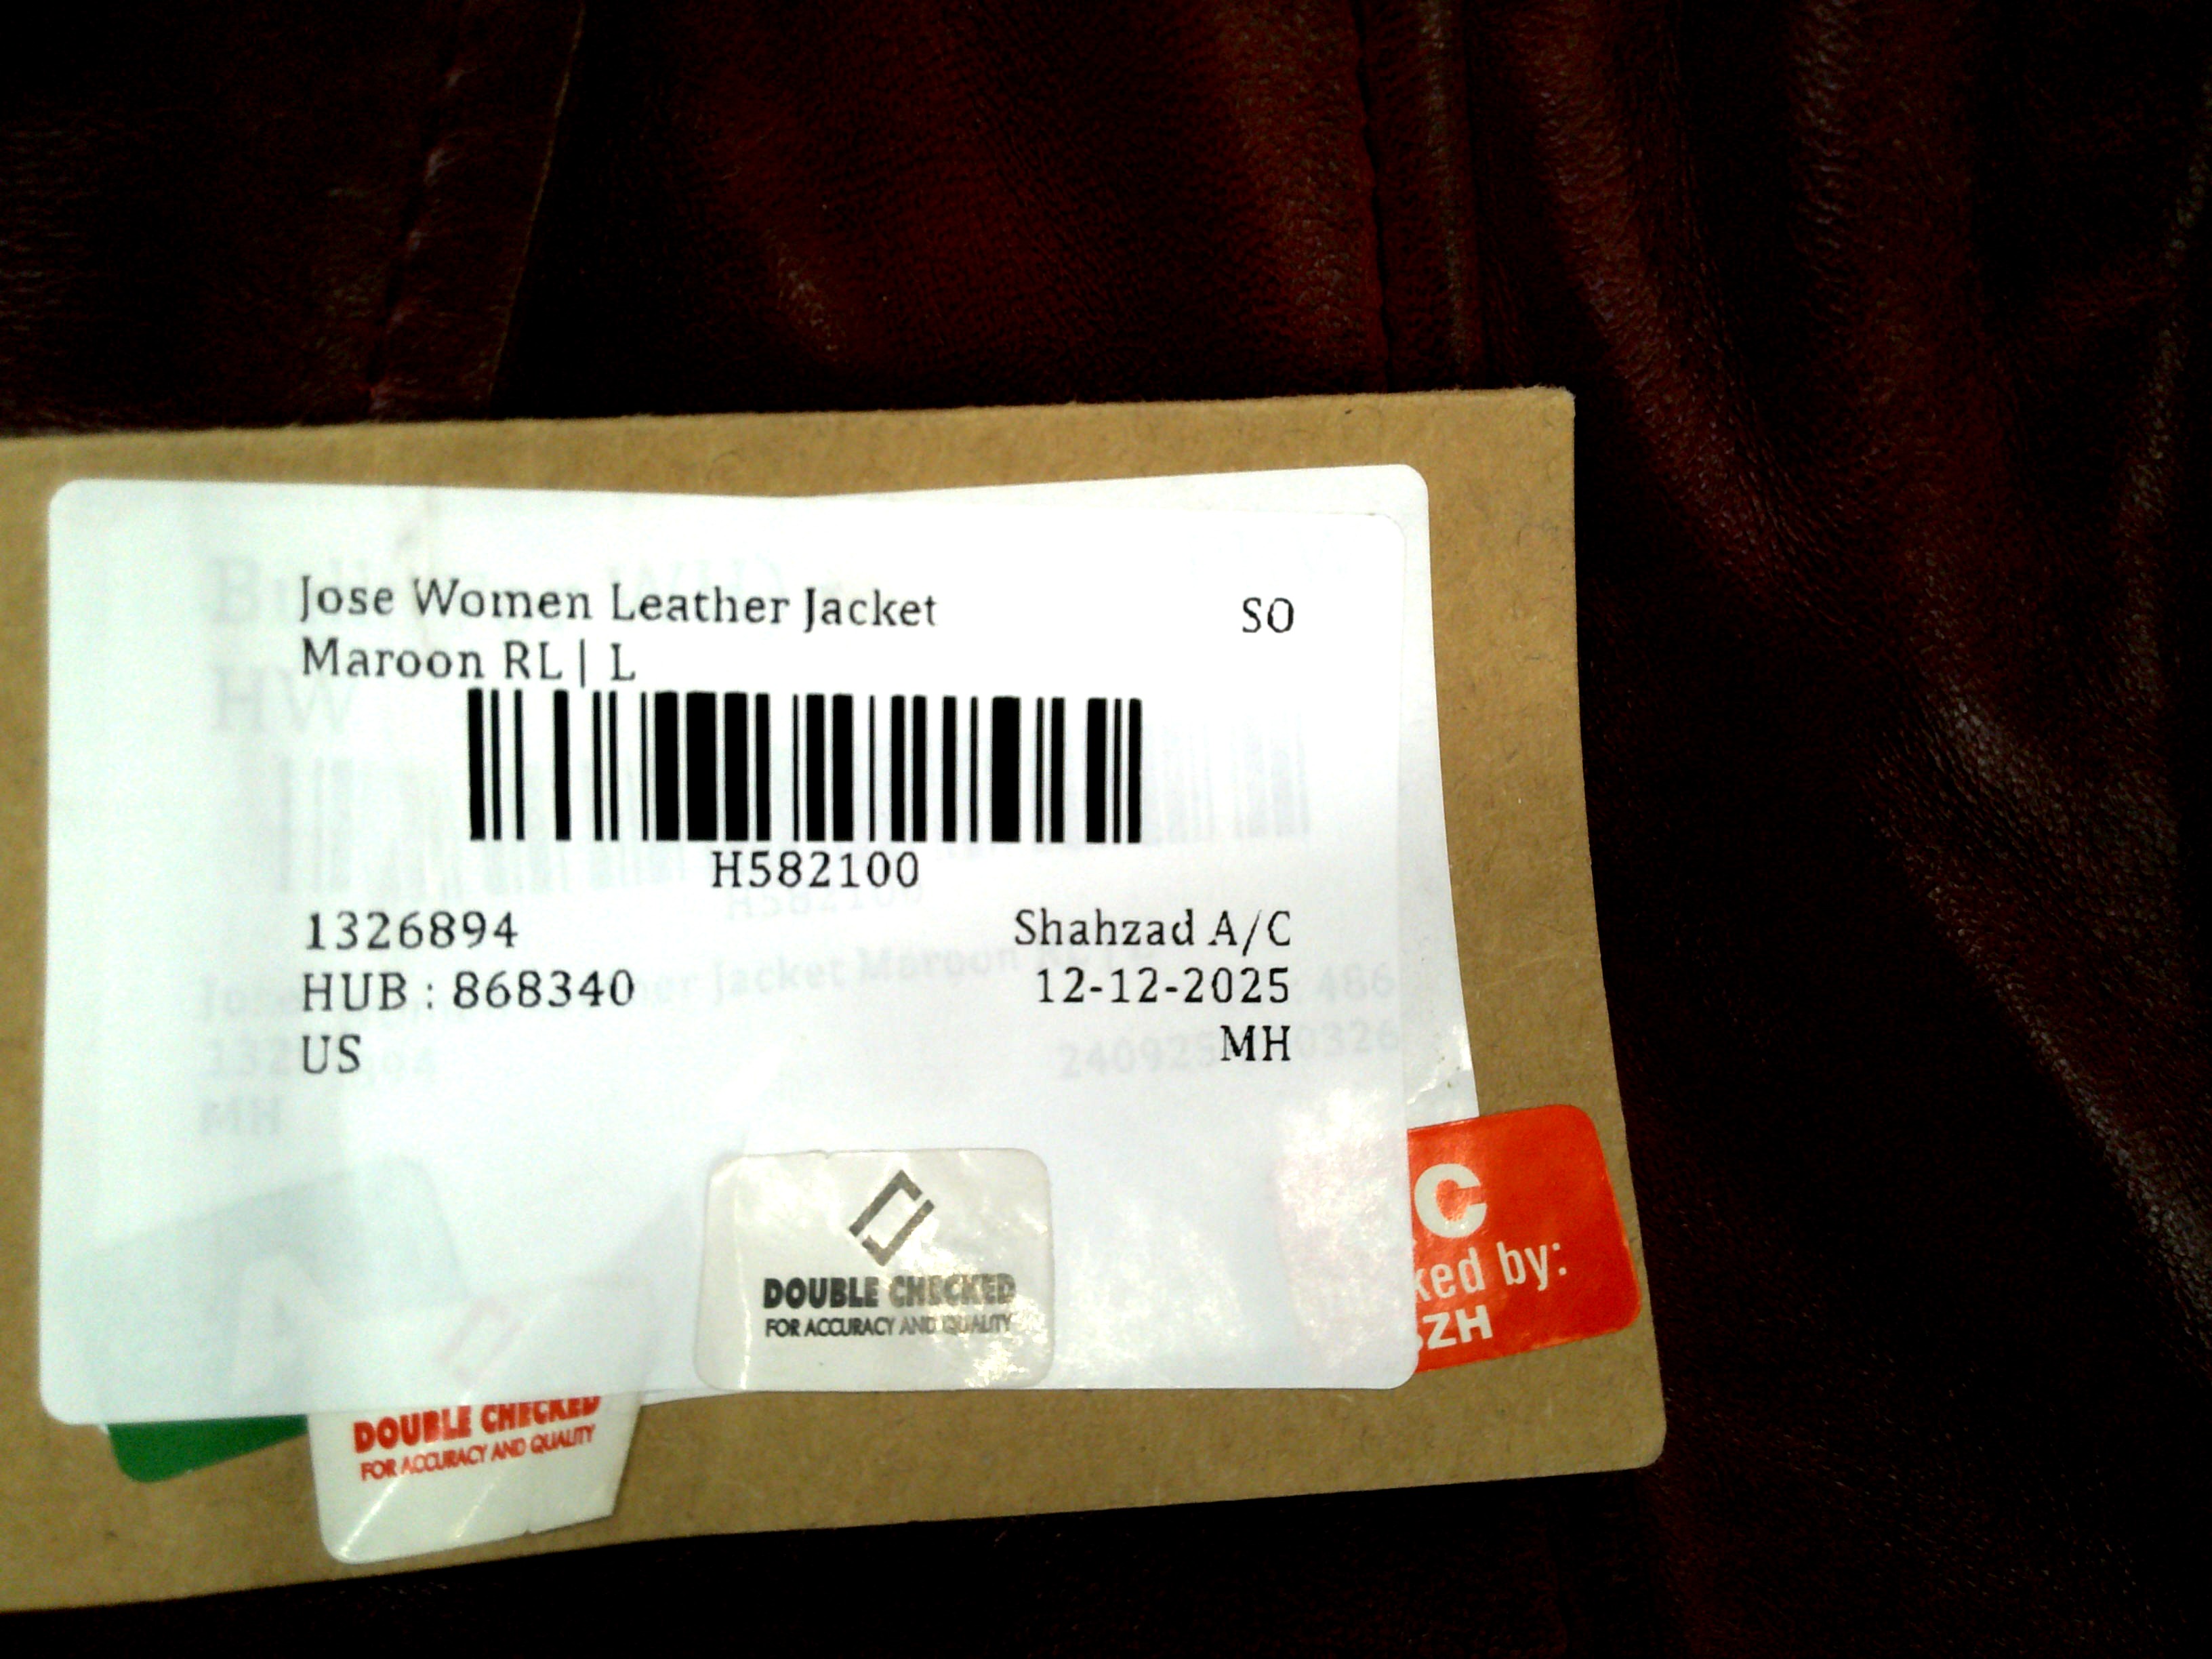 Jose Women Leather Jacket
SO
Maroon RL | L
H582100
1326894
Shahzad A/C
HUB : 868340
12-12-2025
US
MH
DOUBLE CHECKED
FOR ACCURACY AND QUALITY
C
ked by:
ZH
DOUBLE CHECKED
FOR ACCURACY AND QUALITY